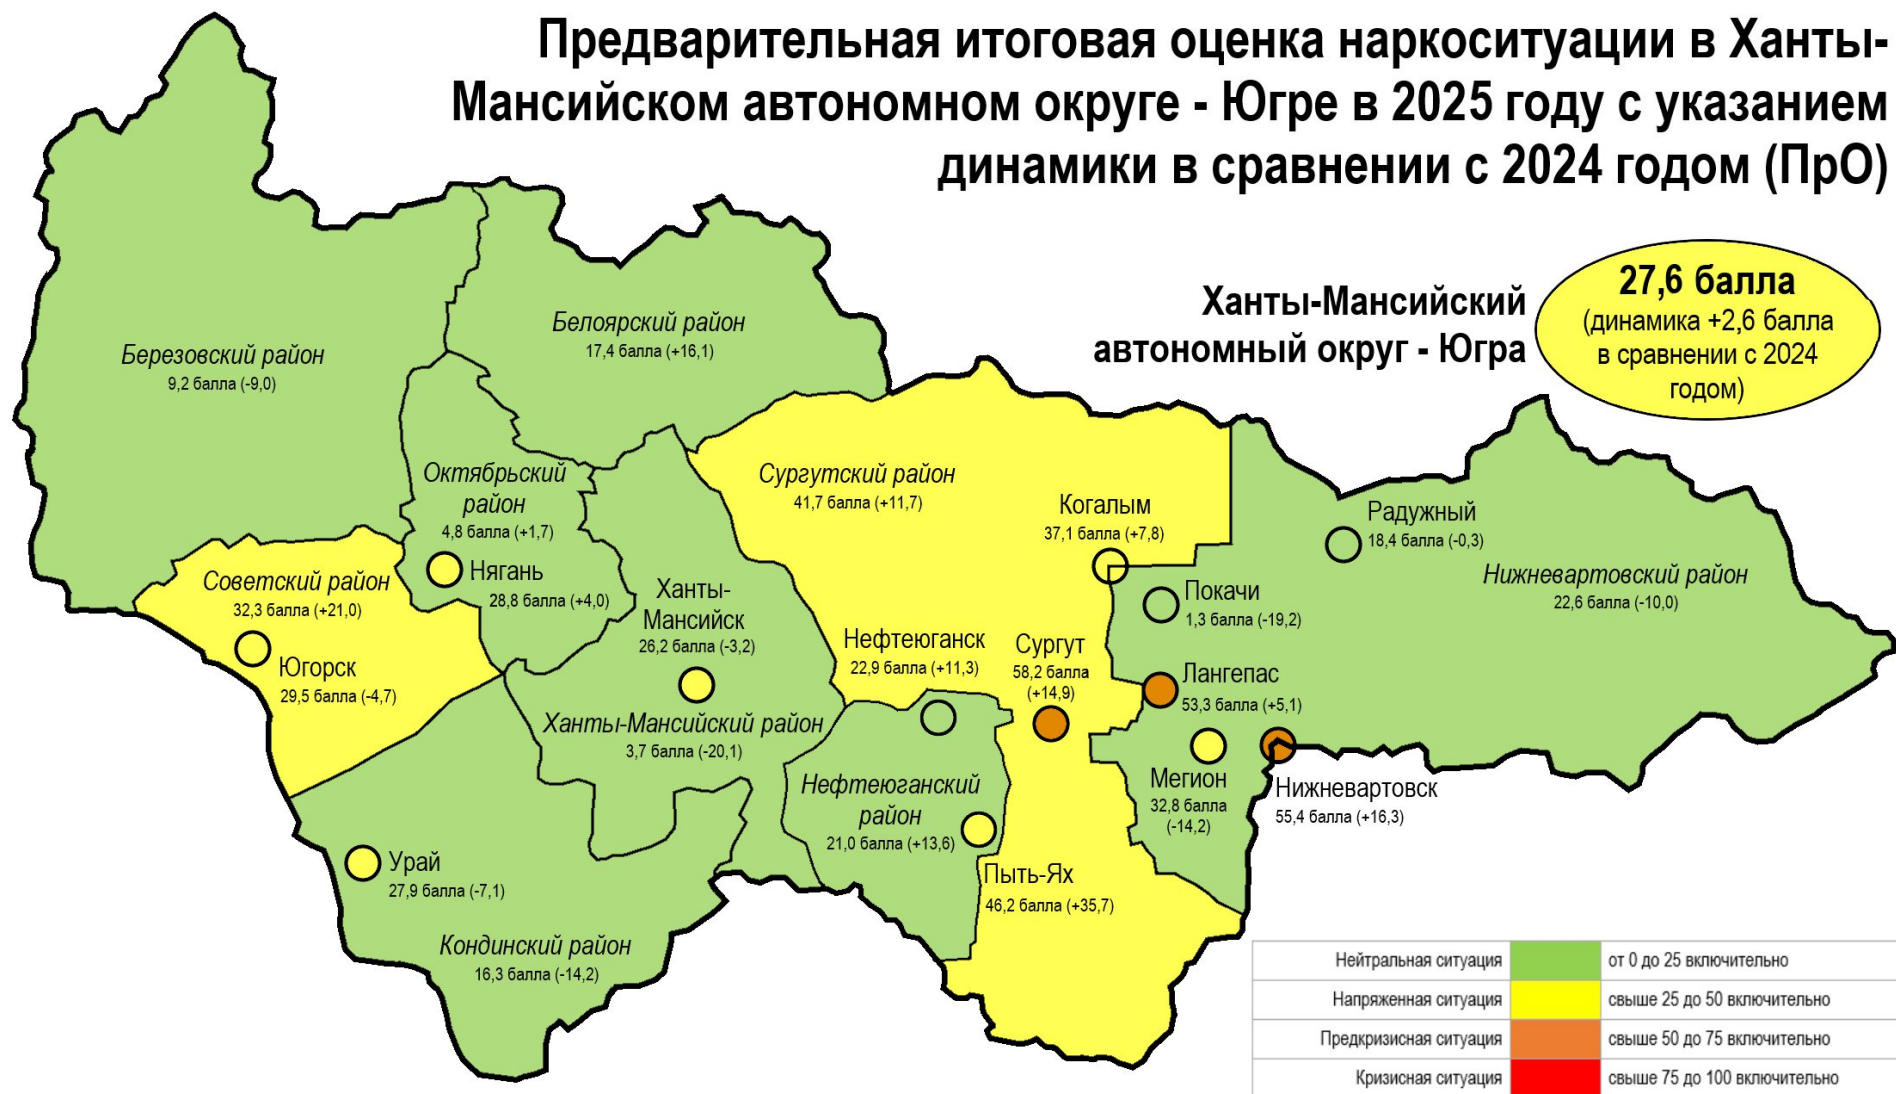 Предварительная итоговая оценка наркоситуации в Ханты-
Мансийском автономном округе - Югре в 2025 году с указанием
динамики в сравнении с 2024 годом (ПрО)
Ханты-Мансийский
автономный округ - Югра
27,6 балла
(динамика +2,6 балла
в сравнении с 2024
годом)
Березовский район
9,2 балла (-9,0)
Белоярский район
17,4 балла (+16,1)
Октябрьский
район
4,8 балла (+1,7)
Нягань
28,8 балла (+4,0)
Советский район
32,3 балла (+21,0)
Югорск
29,5 балла (-4,7)
Ханты-
Мансийск
26,2 балла (-3,2)
Ханты-Мансийский район
3,7 балла (-20,1)
Урай
27,9 балла (-7,1)
Кондинский район
16,3 балла (-14,2)
Сургутский район
41,7 балла (+11,7)
Когалым
37,1 балла (+7,8)
Нефтеюганск
22,9 балла (+11,3)
Сургут
58,2 балла
(+14,9)
Нефтеюганский
район
21,0 балла (+13,6)
Пыть-Ях
46,2 балла (+35,7)
Радужный
18,4 балла (-0,3)
Нижневартовский район
22,6 балла (-10,0)
Покачи
1,3 балла (-19,2)
Лангепас
53,3 балла (+5,1)
Мегион
32,8 балла
(-14,2)
Нижневартовск
55,4 балла (+16,3)
Нейтральная ситуация от 0 до 25 включительно
Напряженная ситуация свыше 25 до 50 включительно
Предкризисная ситуация свыше 50 до 75 включительно
Кризисная ситуация свыше 75 до 100 включительно